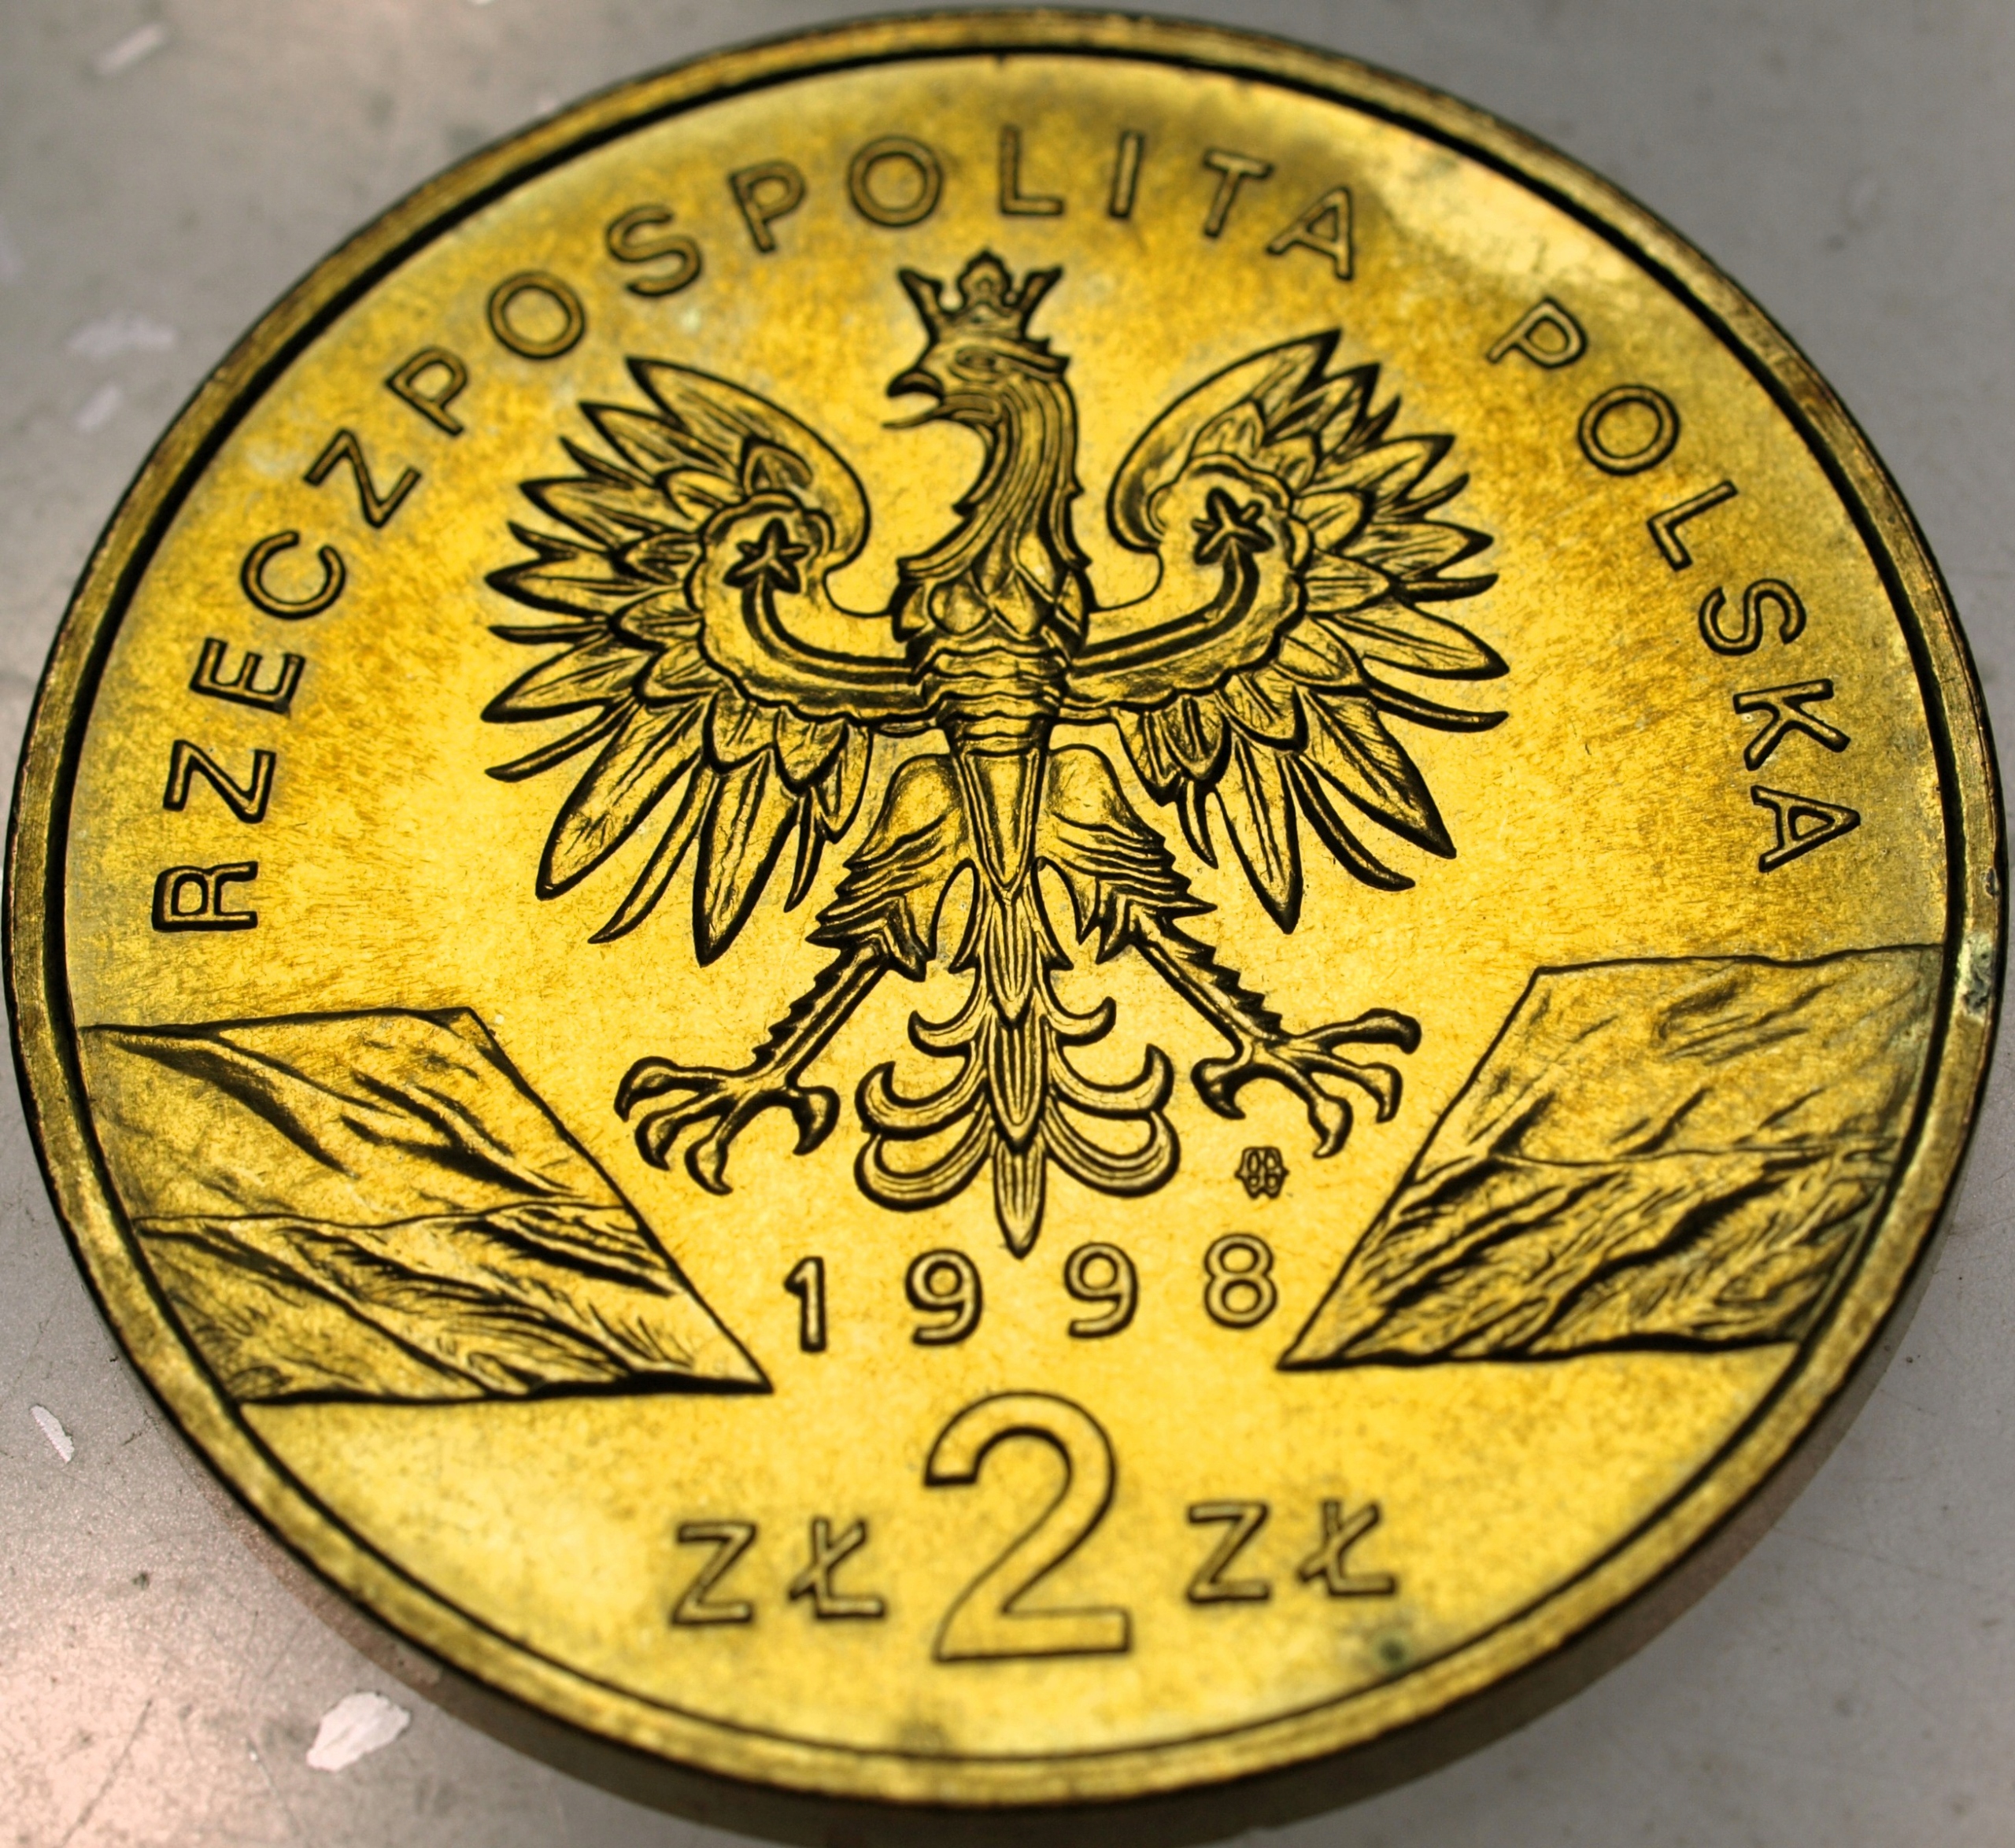 RZECZPOSPOLITA POLSKA
1998
ZŁ 2 ZŁ